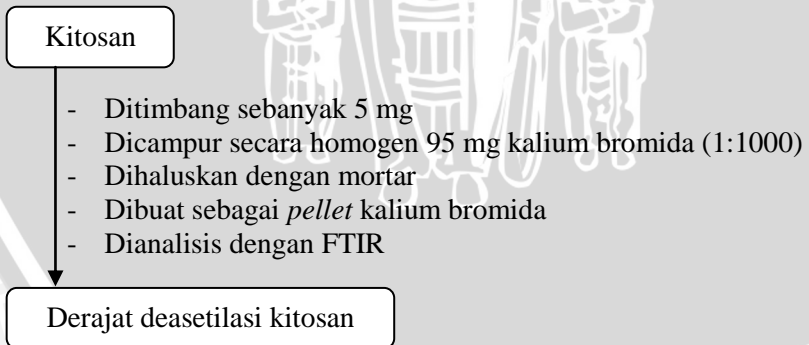 Kitosan
- Ditimbang sebanyak 5 mg
- Dicampur secara homogen 95 mg kalium bromida (1:1000)
- Dihaluskan dengan mortar
- Dibuat sebagai pellet kalium bromida
- Dianalisis dengan FTIR
Derajat deasetilasi kitosan